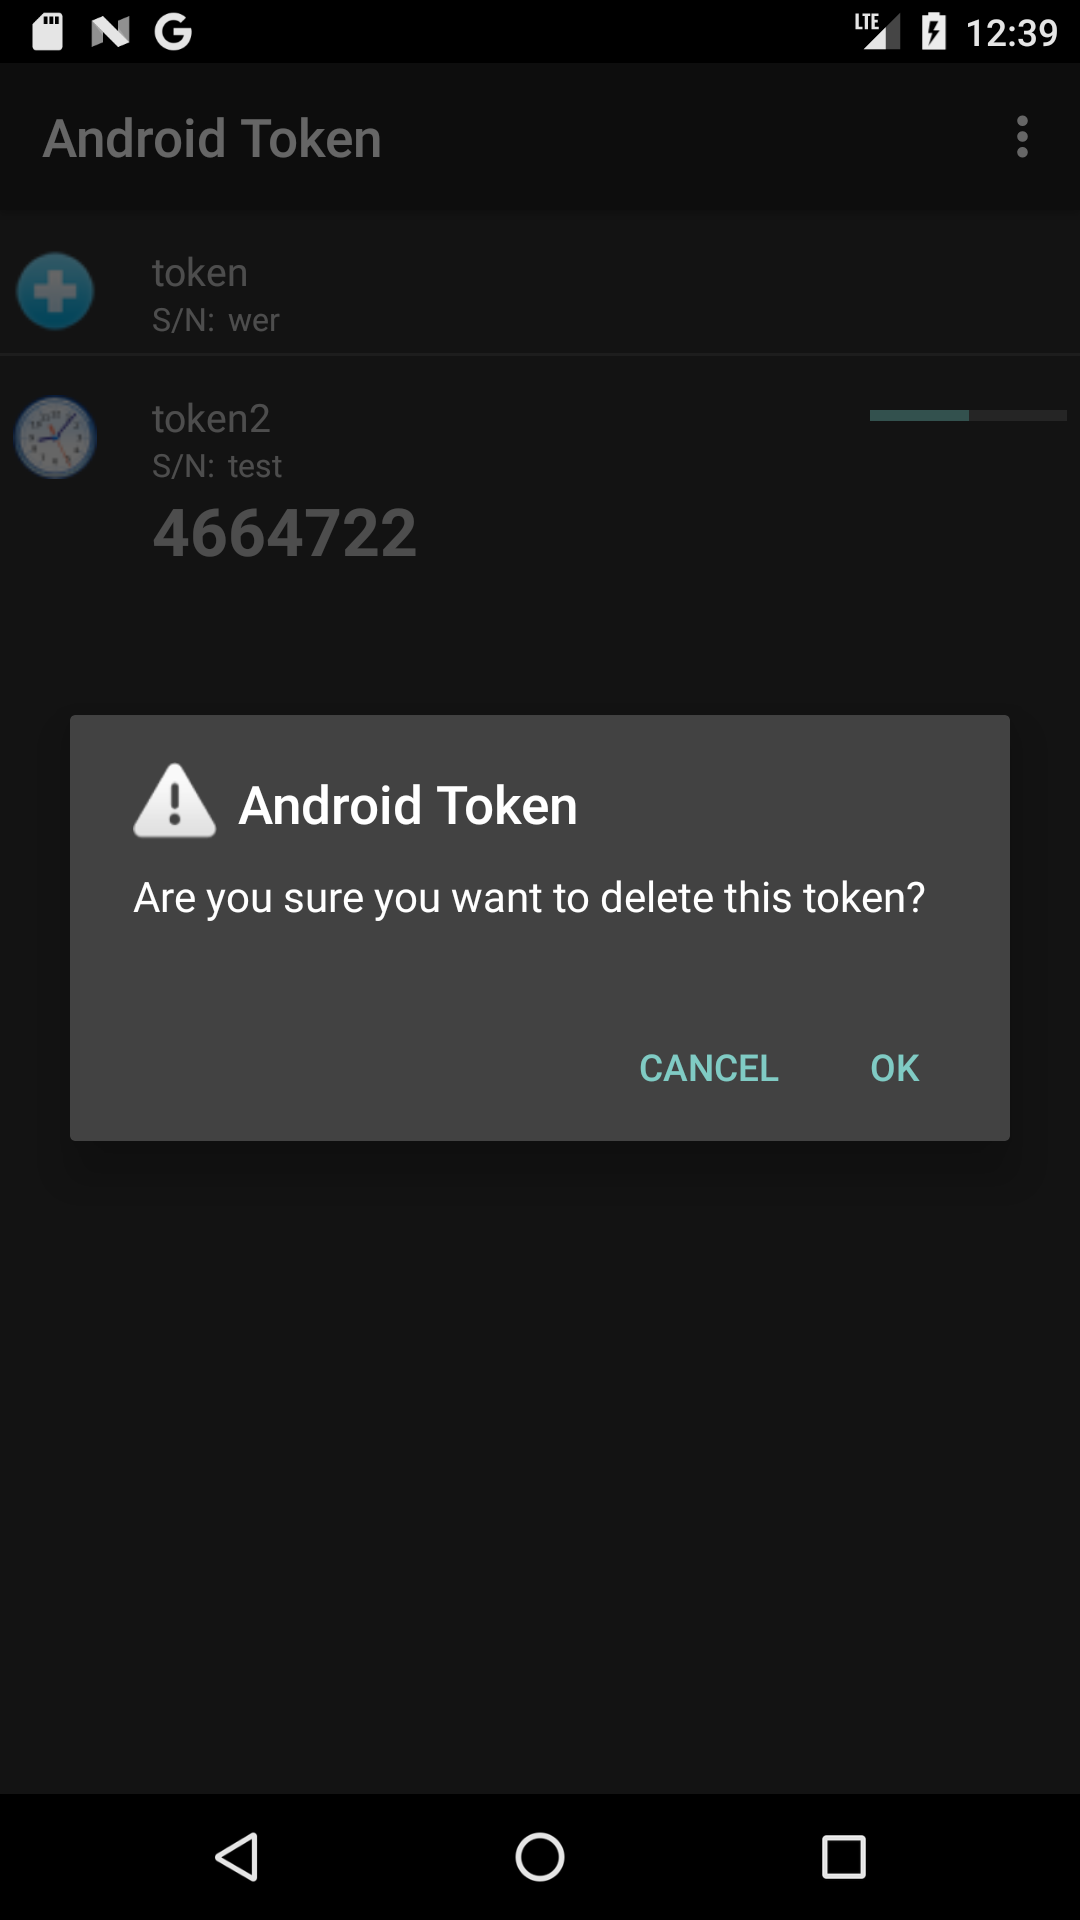 LTE 12:39
Android Token
token
S/N: wer
token2
S/N: test
4664722
Android Token
Are you sure you want to delete this token?
CANCEL OK